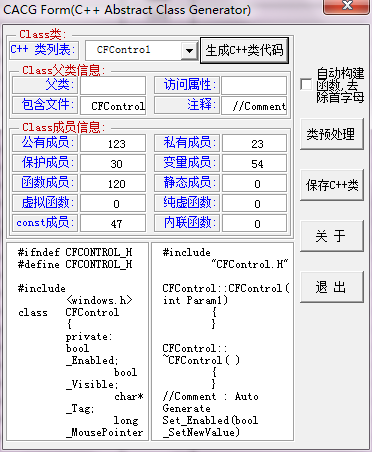 CACG Form(C++ Abstract Class Generator)
Class类:
C++ 类列表: CFControl 生成C++类代码
Class父类信息:
父类: 访问属性:
包含文件: CFControl 注释: //Comment
自动构建
函数,去
除首字母
Class成员信息:
公有成员: 123 私有成员: 23
保护成员: 30 变量成员: 54
函数成员: 120 静态成员: 0
虚拟函数: 0 纯虚函数: 0
const成员: 47 内联函数: 0
类预处理
保存C++类
关 于
退 出
#ifndef CFCONTROL_H
#define CFCONTROL_H
#include
<windows.h>
class CFControl
{
private:
bool
_Enabled;
bool
_Visible;
char*
_Tag;
long
_MousePointer
#include
"CFControl.H"
CFControl::CFControl(
int Param1)
{
}
CFControl::
~CFControl( )
{
}
//Comment : Auto
Generate
Set_Enabled(bool
_SetNewValue)